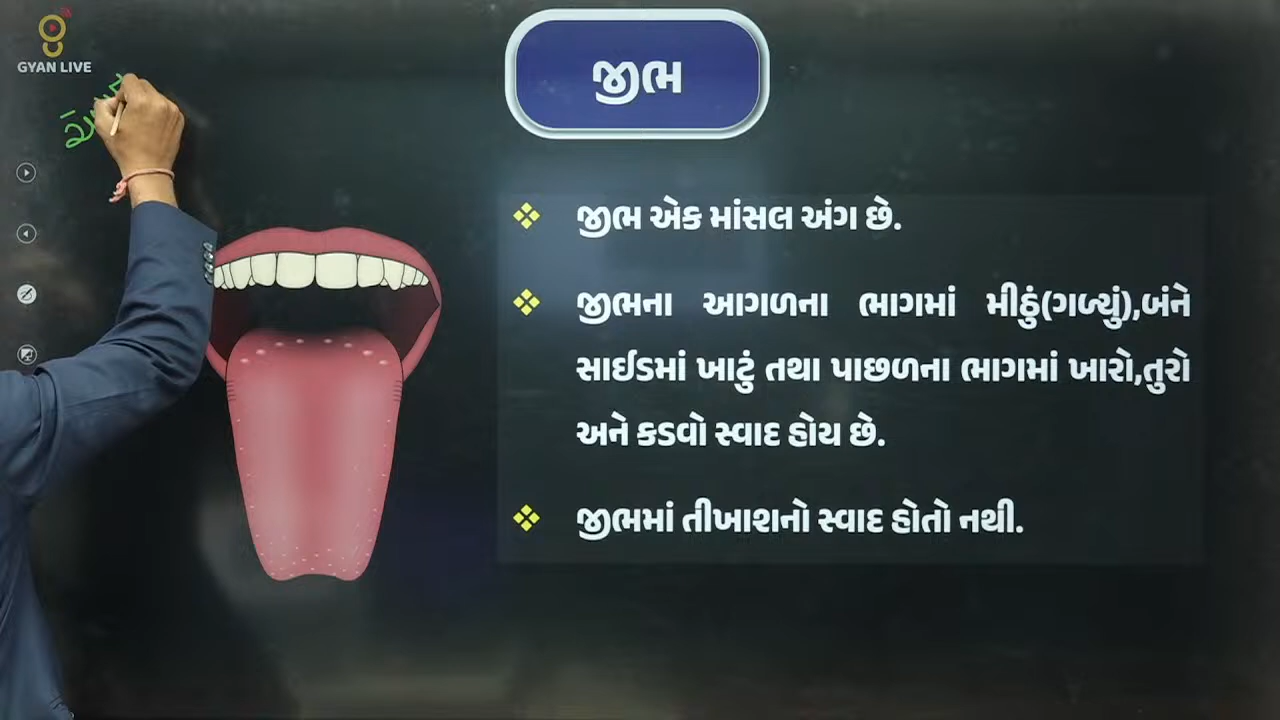 GYAN LIVE
જીભ
જીભ એક માંસલ અંગ છે.
જીભના આગળના ભાગમાં મીઠું(ગળ્યું),બંને
સાઈડમાં ખાટું તથા પાછળના ભાગમાં ખારો,તુરો
અને કડવો સ્વાદ હોય છે.
જીભમાં તીખાશનો સ્વાદ હોતો નથી.